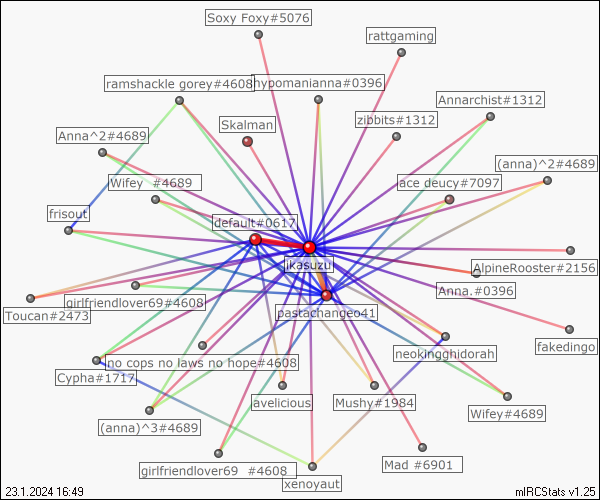 Soxy Foxy#5076
rattgaming
ramshackle gorey#4608
hypomanianna#0396
Annarchist#1312
Skalman
zibbits#1312
Anna^2#4689
(anna)^2#4689
Wifey_#4689
ace deucy#7097
frisout
default#0617
ikasuzu
AlpineRooster#2156
Anna.#0396
girlfriendlover69#4608
Toucan#2473
pastachangeo41
fakedingo
neokingghidorah
no cops no laws no hope#4608
Cypha#1717
lavelicious
Mushy#1984
Wifey#4689
(anna)^3#4689
girlfriendlover69_#4608
Mad #6901
xenoyaut
23.1.2024 16:49
mIRCStats v1.25